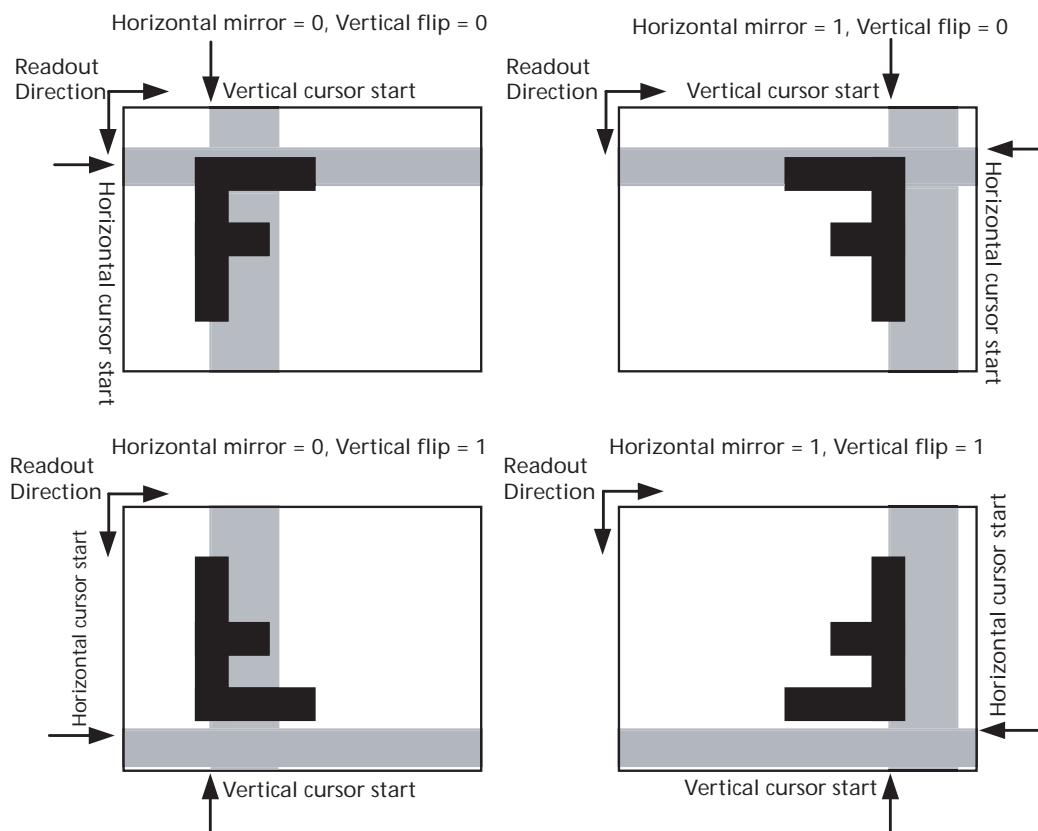 Horizontal mirror = 0, Vertical flip = 0
Readout
Direction
Vertical cursor start
Horizontal cursor start
Horizontal mirror = 1, Vertical flip = 0
Readout
Direction
Vertical cursor start
Horizontal cursor start
Horizontal mirror = 0, Vertical flip = 1
Readout
Direction
Horizontal cursor start
Vertical cursor start
Horizontal mirror = 1, Vertical flip = 1
Readout
Direction
Horizontal cursor start
Vertical cursor start